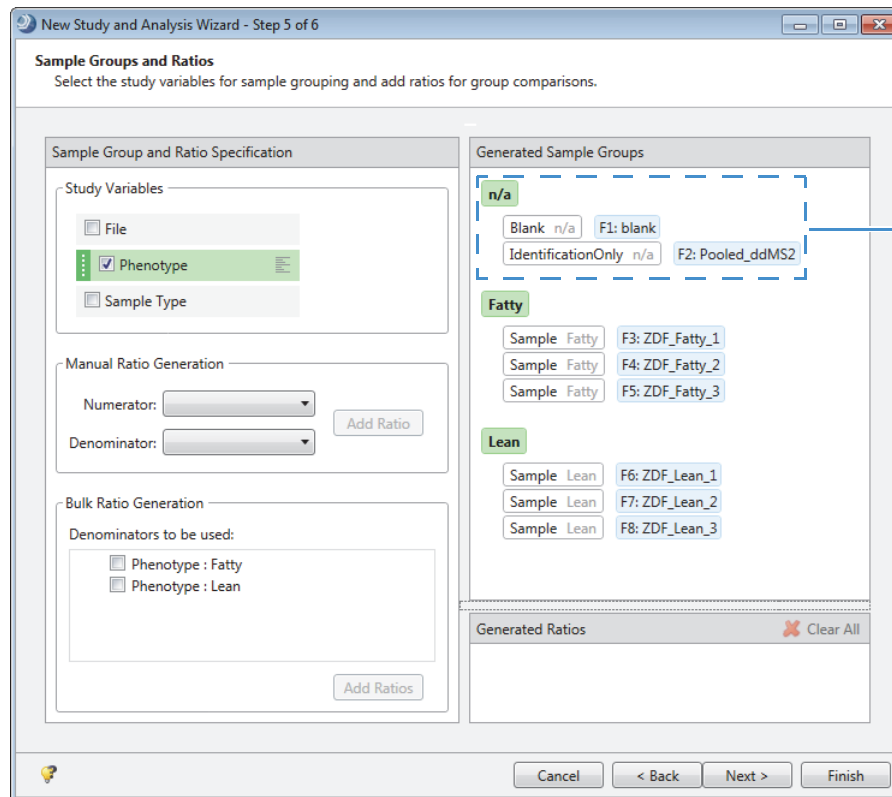 New Study and Analysis Wizard - Step 5 of 6
Sample Groups and Ratios
Select the study variables for sample grouping and add ratios for group comparisons.
Sample Group and Ratio Specification
Study Variables
File
Phenotype
Sample Type
Manual Ratio Generation
Numerator:
Denominator:
Add Ratio
Bulk Ratio Generation
Denominators to be used:
Phenotype : Fatty
Phenotype : Lean
Add Ratios
Generated Sample Groups
n/a
Blank n/a F1: blank
IdentificationOnly n/a F2: Pooled_ddMS2
Fatty
Sample Fatty F3: ZDF_Fatty_1
Sample Fatty F4: ZDF_Fatty_2
Sample Fatty F5: ZDF_Fatty_3
Lean
Sample Lean F6: ZDF_Lean_1
Sample Lean F7: ZDF_Lean_2
Sample Lean F8: ZDF_Lean_3
Generated Ratios Clear All
Cancel < Back Next > Finish